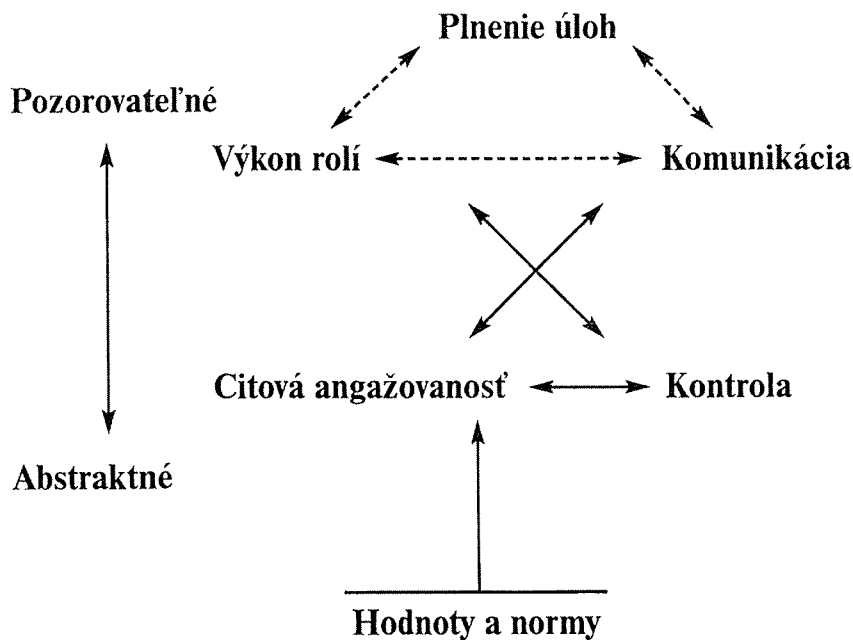 Plnenie úloh
Pozorovateľné
Výkon rolí
Komunikácia
Citová angažovanosť
Kontrola
Abstraktné
Hodnoty a normy